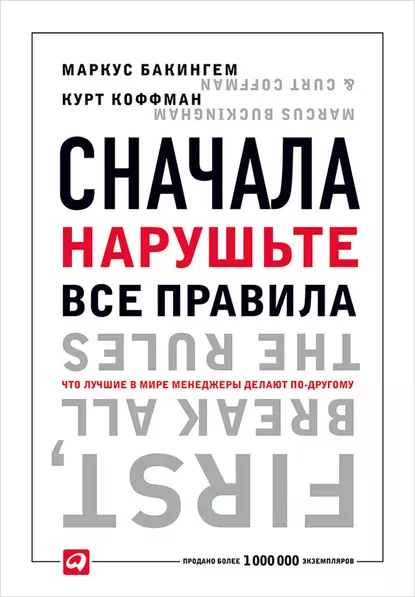 МАРКУС БАКИНГЕМ
& CURT COFFMAN
КУРТ КОФФМАН
MARCUS BUCKINGHAM
СНАЧАЛА
НАРУШЬТЕ
ВСЕ ПРАВИЛА
THE RULES
ЧТО ЛУЧШИЕ В МИРЕ МЕНЕДЖЕРЫ ДЕЛАЮТ ПО-ДРУГОМУ
BREAK ALL
FIRST,
ПРОДАНО БОЛЕЕ 1 000 000 ЭКЗЕМПЛЯРОВ